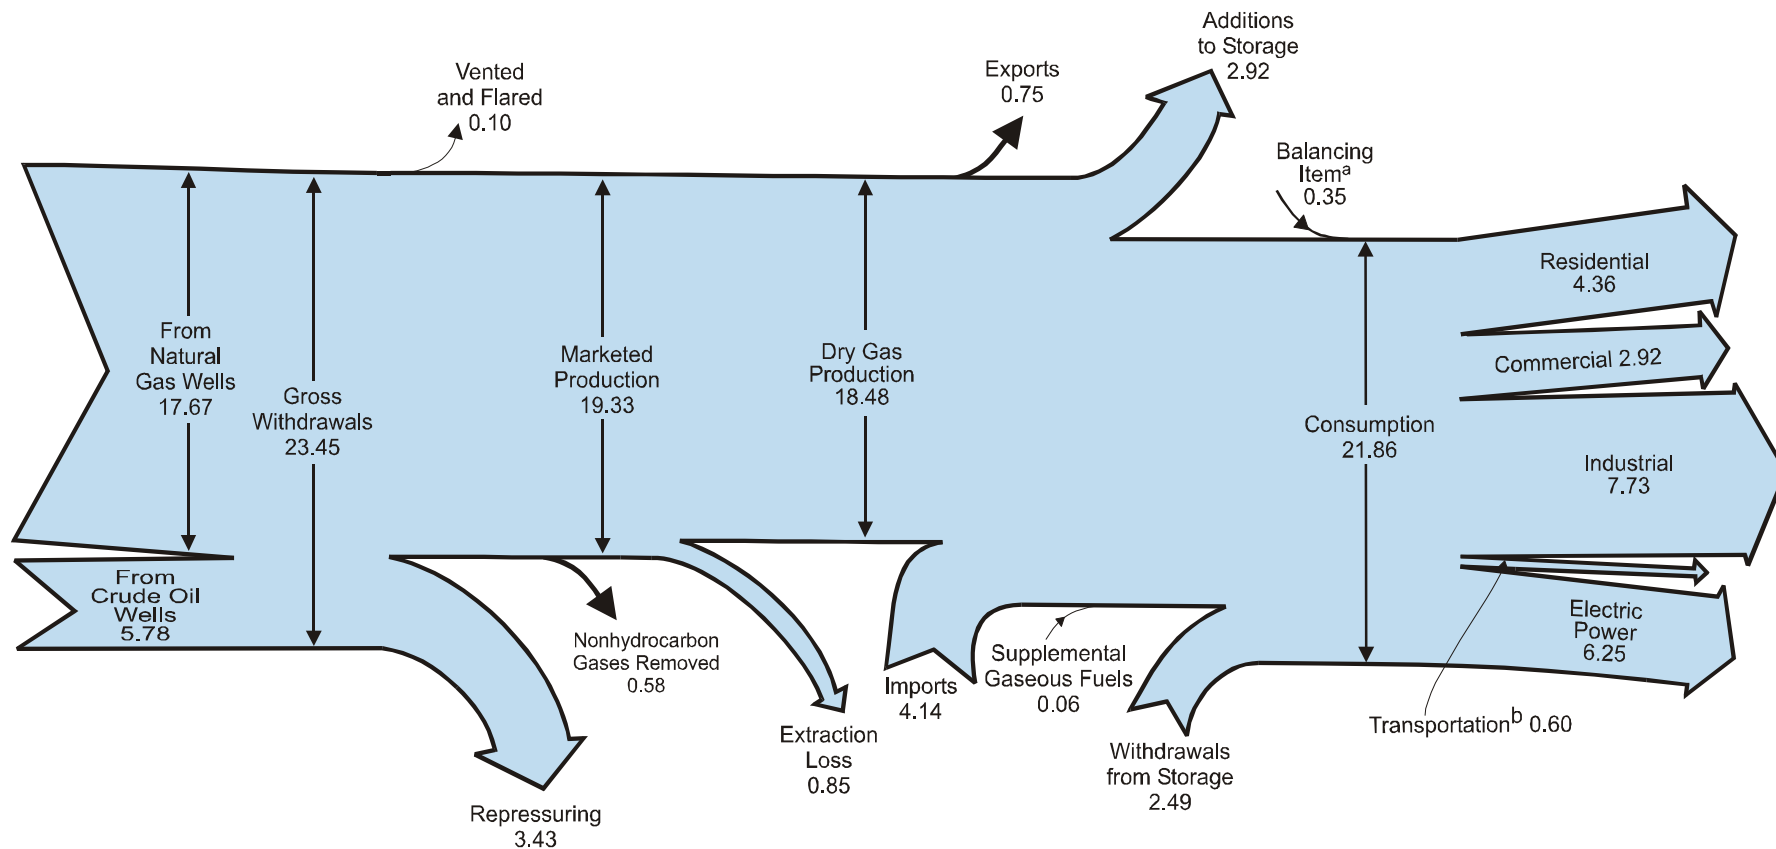 Additions
to Storage
2.92
Exports
0.75
Vented
and Flared
0.10
Balancing
Itemᵃ
0.35
Residential
4.36
Commercial 2.92
Industrial
7.73
Electric
Power
6.25
Transportationᵇ 0.60
Consumption
21.86
Dry Gas
Production
18.48
Marketed
Production
19.33
Gross
Withdrawals
23.45
From
Natural
Gas Wells
17.67
From
Crude Oil
Wells
5.78
Nonhydrocarbon
Gases Removed
0.58
Repressuring
3.43
Extraction
Loss
0.85
Imports
4.14
Supplemental
Gaseous Fuels
0.06
Withdrawals
from Storage
2.49